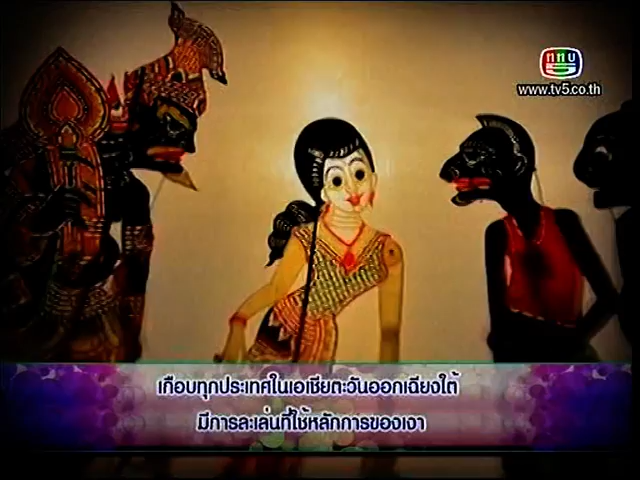 ททบ
5
www.tv5.co.th
เกือบทุกประเทศในเอเชียตะวันออกเฉียงใต้
มีการละเล่นที่ใช้หลักการของเงา